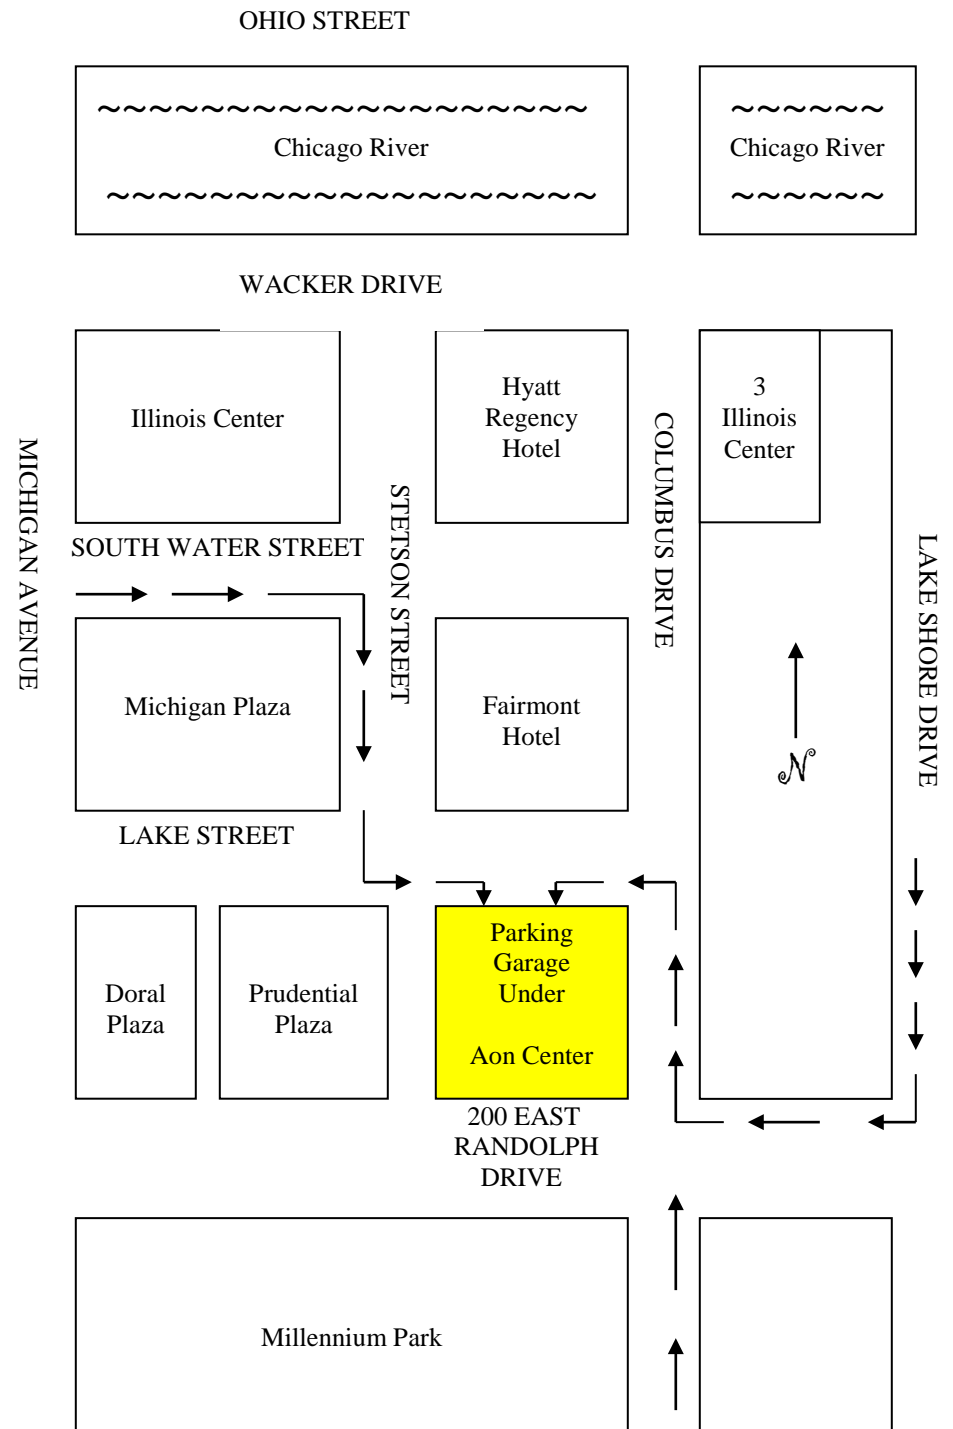 OHIO STREET
~~~~~~~~~~~~~~~~~~~
~~~~~~
Chicago River
Chicago River
~~~~~~~~~~~~~~~~~~~
~~~~~~
WACKER DRIVE
Illinois Center
Hyatt
Regency
Hotel
3
Illinois
Center
MICHIGAN AVENUE
STETSON STREET
COLUMBUS DRIVE
LAKE SHORE DRIVE
SOUTH WATER STREET
Michigan Plaza
Fairmont
Hotel
N
LAKE STREET
Doral
Plaza
Prudential
Plaza
Parking
Garage
Under
Aon Center
200 EAST
RANDOLPH
DRIVE
Millennium Park